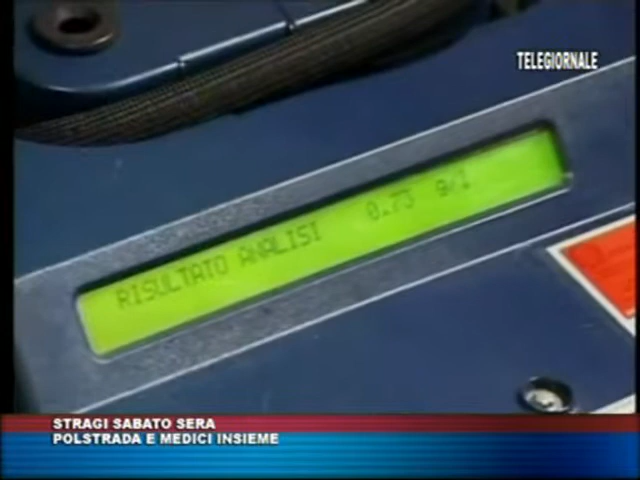 TELEGIORNALE
RISULTATO ANALISI 0.73 g/l
STRAGI SABATO SERA
POLSTRADA E MEDICI INSIEME